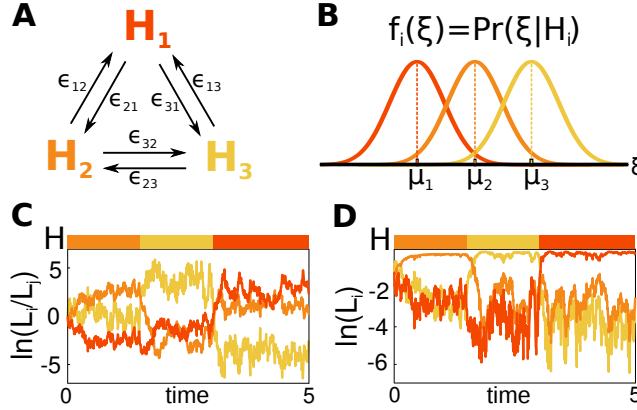 A
H₁
ϵ₁₂
ϵ₂₁
ϵ₃₁
ϵ₁₃
H₂
ϵ₃₂
H₃
ϵ₂₃
B
fᵢ(ξ)=Pr(ξ|Hᵢ)
μ₁ μ₂ μ₃ ξ
C
H
ln(Lᵢ/Lⱼ)
5
0
-5
0 time 5
D
H
ln(Lᵢ)
-2
-4
-6
0 time 5